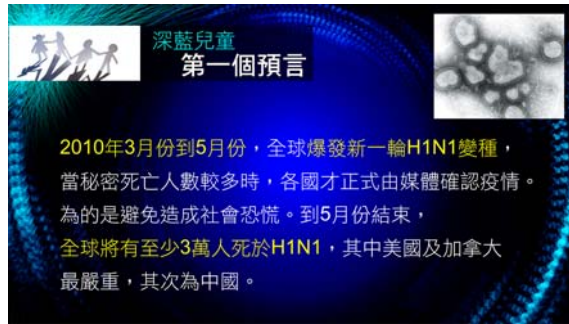 深藍兒童
第一個預言
2010年3月份到5月份，全球爆發新一輪H1N1變種，
當秘密死亡人數較多時，各國才正式由媒體確認疫情。
為的是避免造成社會恐慌。到5月份結束，
全球將有至少3萬人死於H1N1，其中美國及加拿大
最嚴重，其次為中國。